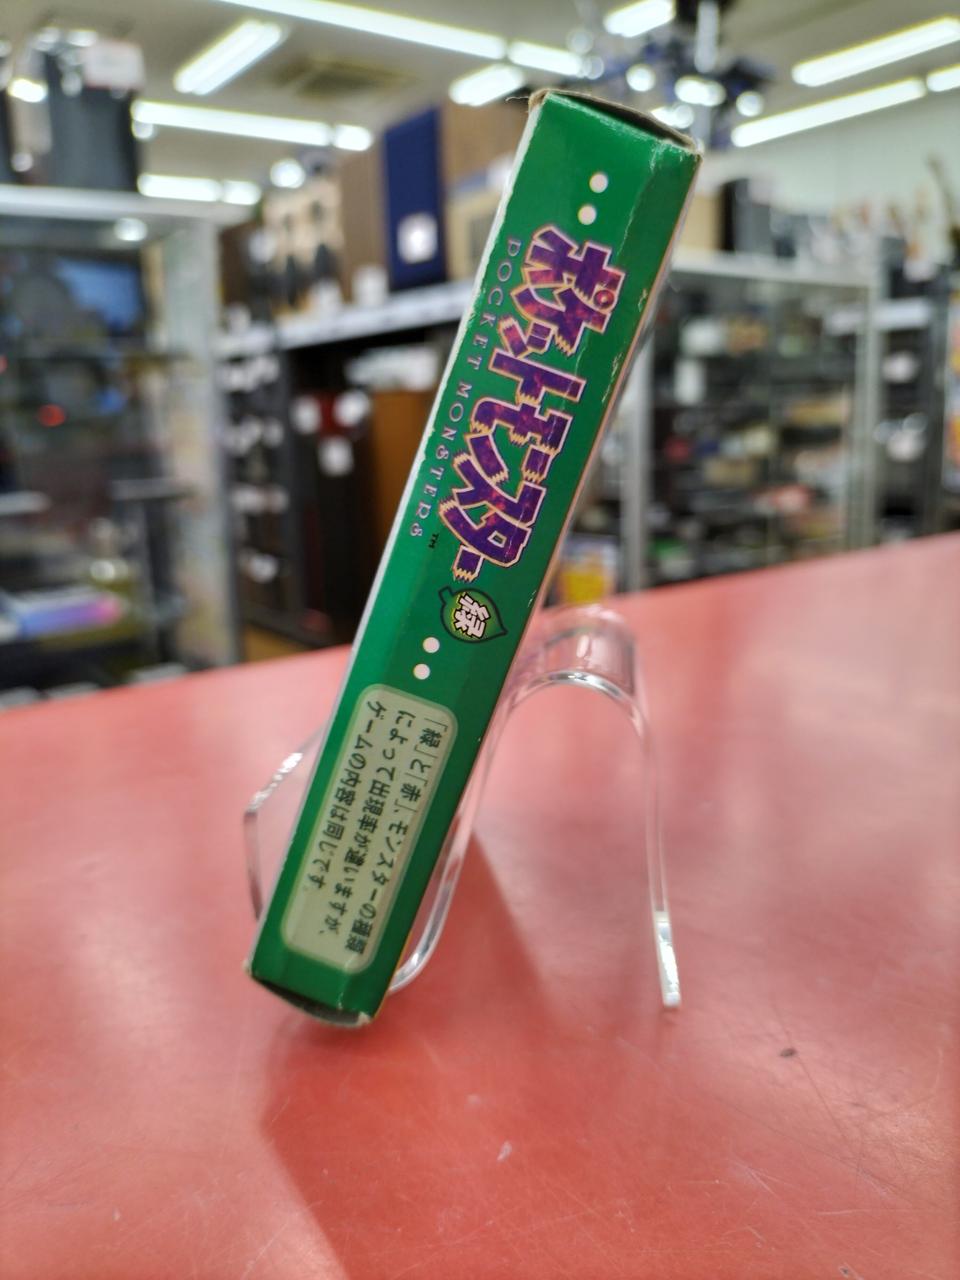 ポケットモンスター
POCKET MONSTERS™
緑
「緑」と「赤」、モンスターの種類
によって出現率が違いますが、
ゲームの内容は同じです。